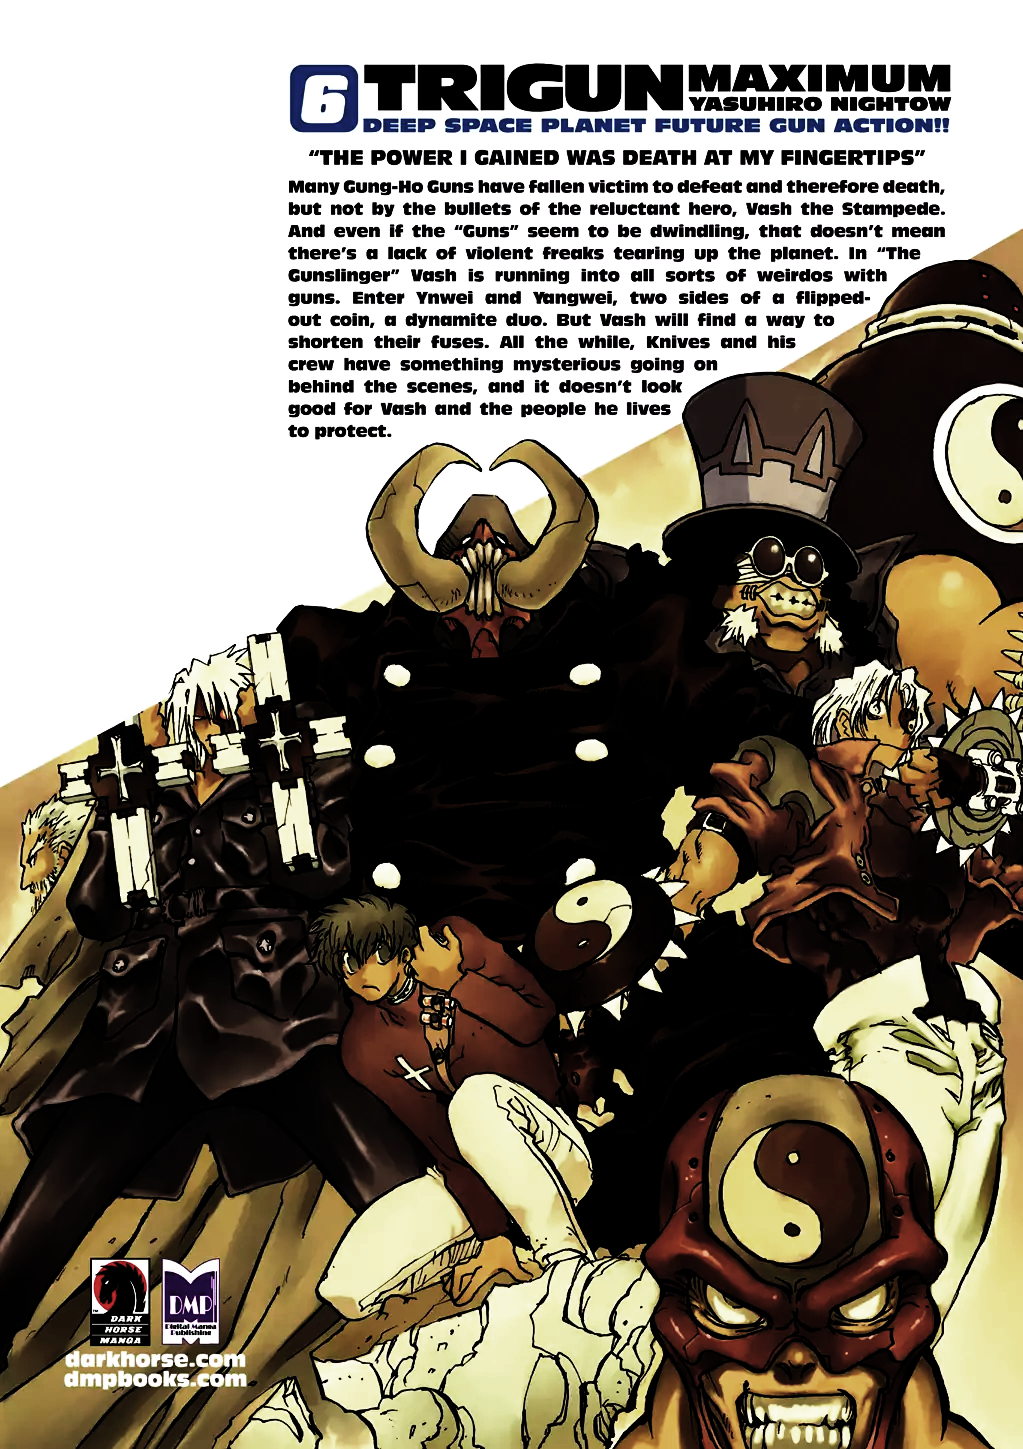 6 TRIGUN MAXIMUM
YASUHIRO NIGHTOW
DEEP SPACE PLANET FUTURE GUN ACTION!!
“THE POWER I GAINED WAS DEATH AT MY FINGERTIPS”
Many Gung-Ho Guns have fallen victim to defeat and therefore death,
but not by the bullets of the reluctant hero, Vash the Stampede.
And even if the “Guns” seem to be dwindling, that doesn’t mean
there’s a lack of violent freaks tearing up the planet. In “The
Gunslinger” Vash is running into all sorts of weirdos with
guns. Enter Ynwei and Yangwei, two sides of a flipped-
out coin, a dynamite duo. But Vash will find a way to
shorten their fuses. All the while, Knives and his
crew have something mysterious going on
behind the scenes, and it doesn’t look
good for Vash and the people he lives
to protect.
DARK
HORSE
MANGA
DMP
Digital Manga
Publishing
darkhorse.com
dmpbooks.com